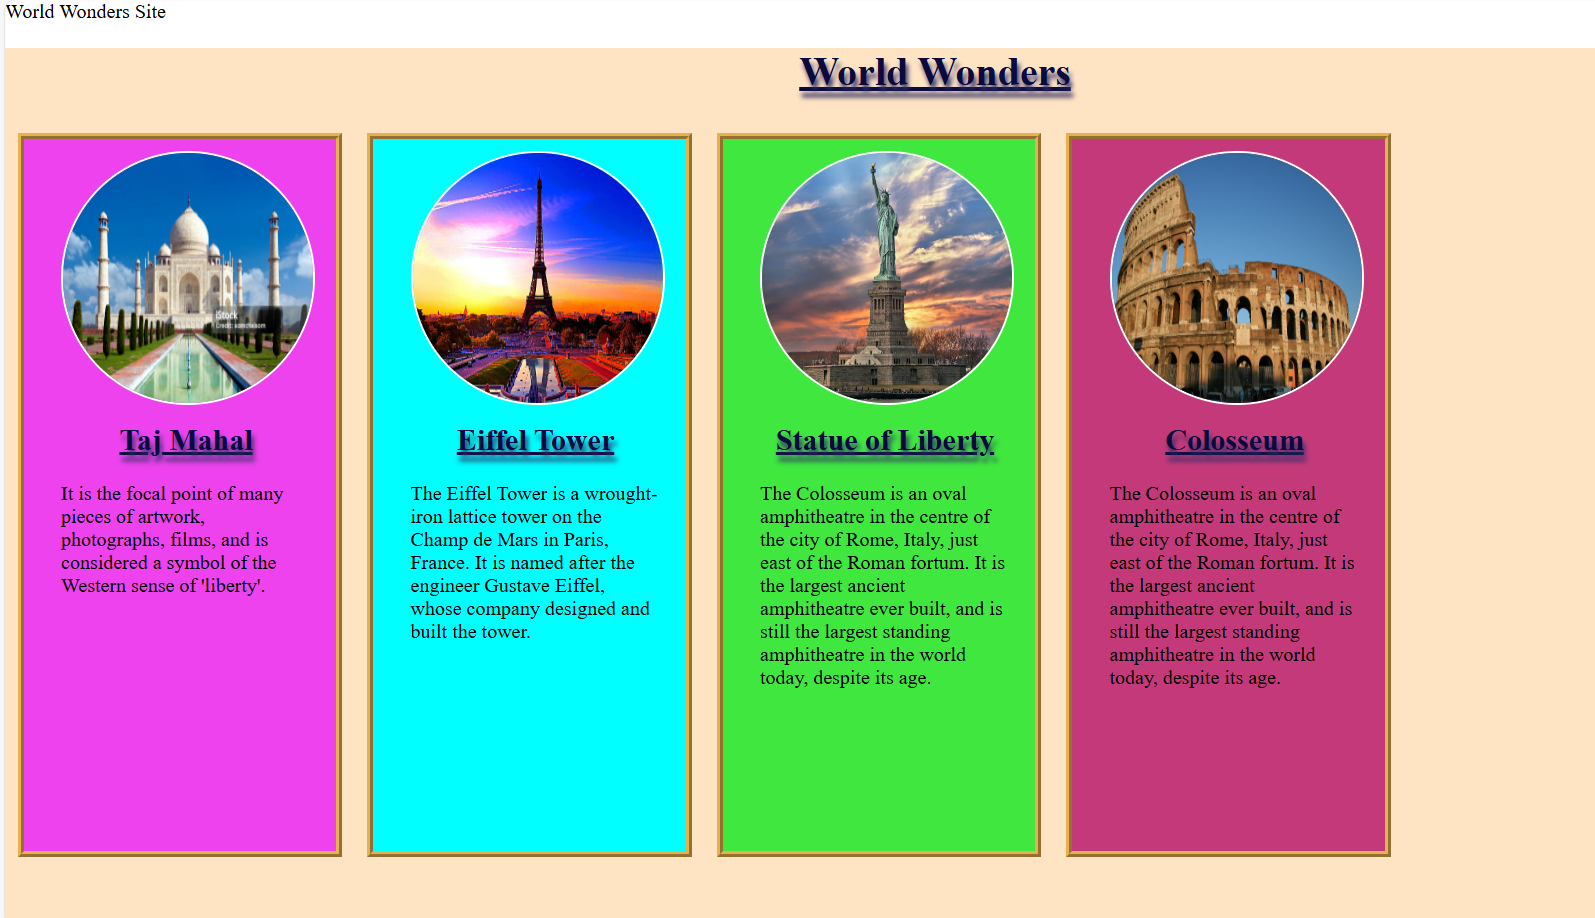 World Wonders Site
World Wonders
iStock
Taj Mahal
It is the focal point of many
pieces of artwork,
photographs, films, and is
considered a symbol of the
Western sense of 'liberty'.
Eiffel Tower
The Eiffel Tower is a wrought-
iron lattice tower on the
Champ de Mars in Paris,
France. It is named after the
engineer Gustave Eiffel,
whose company designed and
built the tower.
Statue of Liberty
The Colosseum is an oval
amphitheatre in the centre of
the city of Rome, Italy, just
east of the Roman fortum. It is
the largest ancient
amphitheatre ever built, and is
still the largest standing
amphitheatre in the world
today, despite its age.
Colosseum
The Colosseum is an oval
amphitheatre in the centre of
the city of Rome, Italy, just
east of the Roman fortum. It is
the largest ancient
amphitheatre ever built, and is
still the largest standing
amphitheatre in the world
today, despite its age.